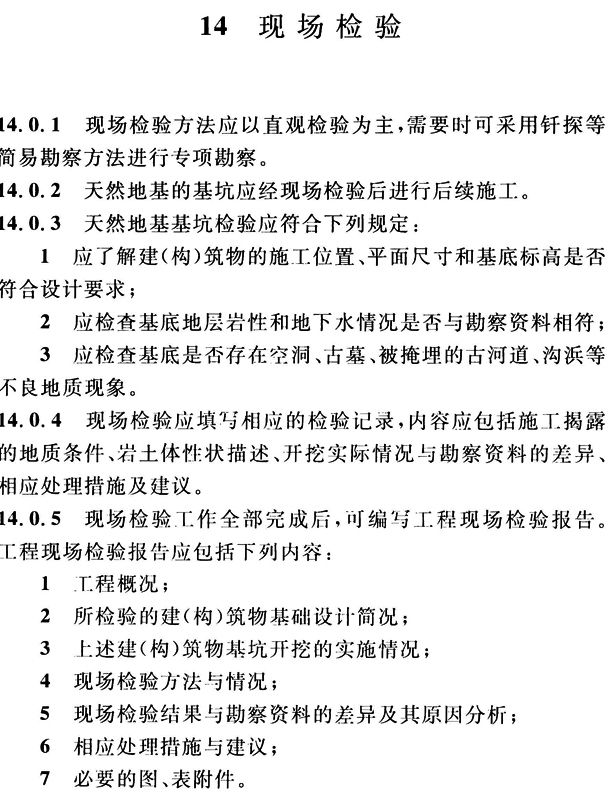 14 现场检验
14.0.1 现场检验方法应以直观检验为主,需要时可采用钎探等
简易勘察方法进行专项勘察。
14.0.2 天然地基的基坑应经现场检验后进行后续施工。
14.0.3 天然地基基坑检验应符合下列规定:
1 应了解建(构)筑物的施工位置、平面尺寸和基底标高是否
符合设计要求;
2 应检查基底地层岩性和地下水情况是否与勘察资料相符;
3 应检查基底是否存在空洞、古墓、被掩埋的古河道、沟浜等
不良地质现象。
14.0.4 现场检验应填写相应的检验记录,内容应包括施工揭露
的地质条件、岩土体性状描述、开挖实际情况与勘察资料的差异、
相应处理措施及建议。
14.0.5 现场检验工作全部完成后,可编写工程现场检验报告。
工程现场检验报告应包括下列内容:
1 工程概况;
2 所检验的建(构)筑物基础设计简况;
3 上述建(构)筑物基坑开挖的实施情况;
4 现场检验方法与情况;
5 现场检验结果与勘察资料的差异及其原因分析;
6 相应处理措施与建议;
7 必要的图、表附件。